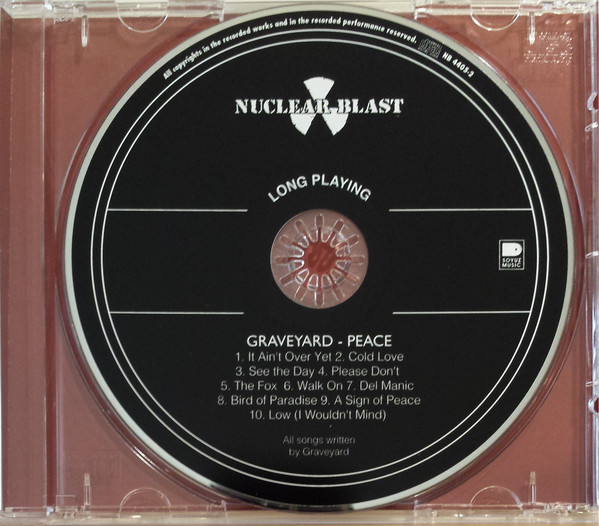 All copyrights in the recorded works and in the recorded performance reserved. NB 4405-2
NUCLEAR BLAST
LONG PLAYING
SOYUZ
MUSIC
GRAVEYARD - PEACE
1. It Ain't Over Yet 2. Cold Love
3. See the Day 4. Please Don't
5. The Fox 6. Walk On 7. Del Manic
8. Bird of Paradise 9. A Sign of Peace
10. Low (I Wouldn't Mind)
All songs written
by Graveyard